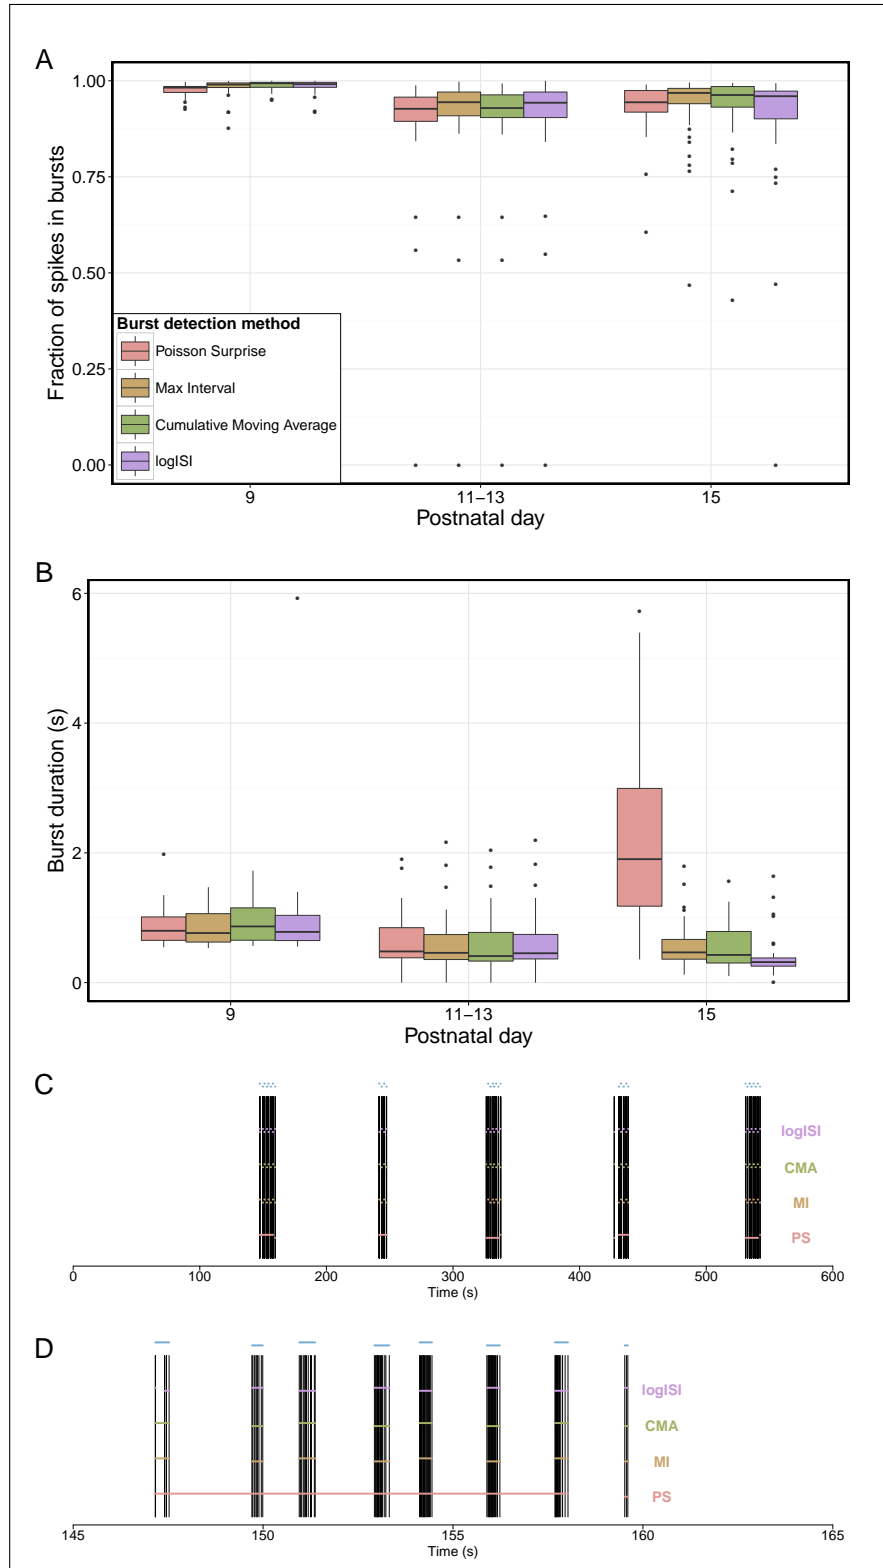 A
1.00
0.75
0.50
0.25
0.00
Fraction of spikes in bursts
Burst detection method
Poisson Surprise
Max Interval
Cumulative Moving Average
logISI
9
11–13
15
Postnatal day
B
6
4
2
0
Burst duration (s)
9
11–13
15
Postnatal day
C
logISI
CMA
MI
PS
0
100
200
300
400
500
600
Time (s)
D
logISI
CMA
MI
PS
145
150
155
160
165
Time (s)